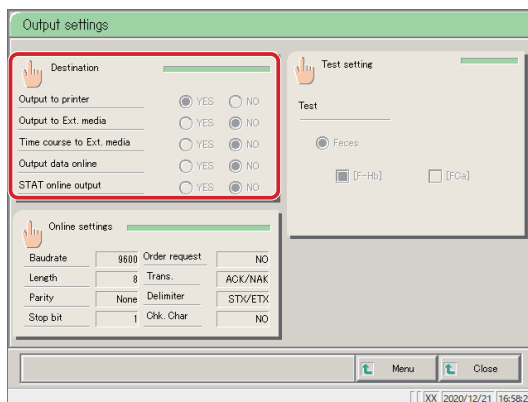 Output settings
Destination
Output to printer YES NO
Output to Ext. media YES NO
Time course to Ext. media YES NO
Output data online YES NO
STAT online output YES NO
Test setting
Test
Feces
[F-Hb] [FCa]
Online settings
Baudrate 9600 Order request NO
Length 8 Trans. ACK/NAK
Parity None Delimiter STX/ETX
Stop bit 1 Chk. Char NO
Menu Close
XX 2020/12/21 16:58:2